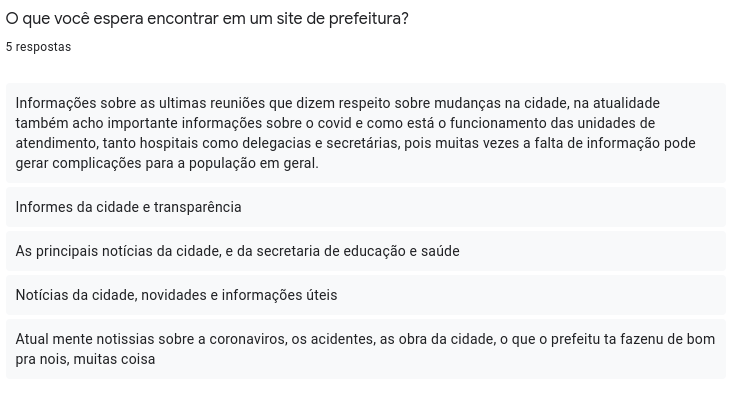 O que você espera encontrar em um site de prefeitura?
5 respostas
Informações sobre as ultimas reuniões que dizem respeito sobre mudanças na cidade, na atualidade
também acho importante informações sobre o covid e como está o funcionamento das unidades de
atendimento, tanto hospitais como delegacias e secretárias, pois muitas vezes a falta de informação pode
gerar complicações para a população em geral.
Informes da cidade e transparência
As principais notícias da cidade, e da secretaria de educação e saúde
Notícias da cidade, novidades e informações úteis
Atual mente notissias sobre a coronaviros, os acidentes, as obra da cidade, o que o prefeitu ta fazenu de bom
pra nois, muitas coisa